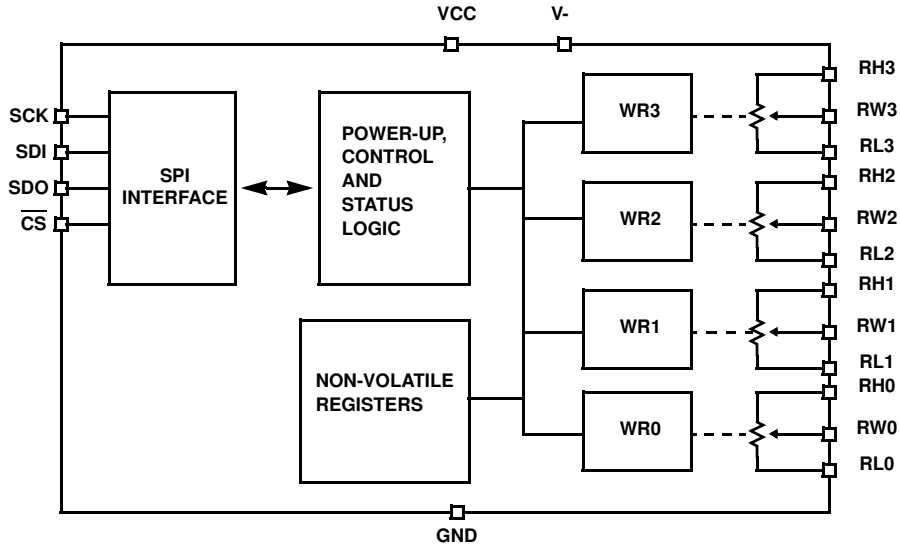 VCC
V-
SCK
SDI
SDO
CS
SPI
INTERFACE
POWER-UP,
CONTROL
AND
STATUS
LOGIC
NON-VOLATILE
REGISTERS
WR3
WR2
WR1
WR0
RH3
RW3
RL3
RH2
RW2
RL2
RH1
RW1
RL1
RH0
RW0
RL0
GND